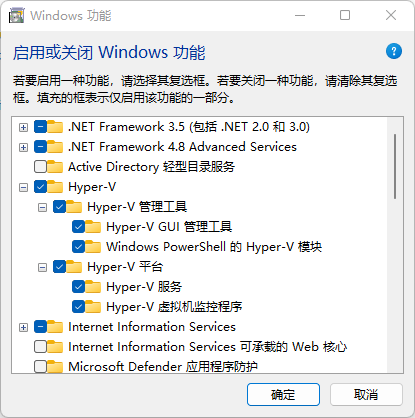 Windows 功能
启用或关闭 Windows 功能
若要启用一种功能，请选择其复选框。若要关闭一种功能，请清除其复选
框。填充的框表示仅启用该功能的一部分。
.NET Framework 3.5 (包括 .NET 2.0 和 3.0)
.NET Framework 4.8 Advanced Services
Active Directory 轻型目录服务
Hyper-V
Hyper-V 管理工具
Hyper-V GUI 管理工具
Windows PowerShell 的 Hyper-V 模块
Hyper-V 平台
Hyper-V 服务
Hyper-V 虚拟机监控程序
Internet Information Services
Internet Information Services 可承载的 Web 核心
Microsoft Defender 应用程序防护
确定
取消